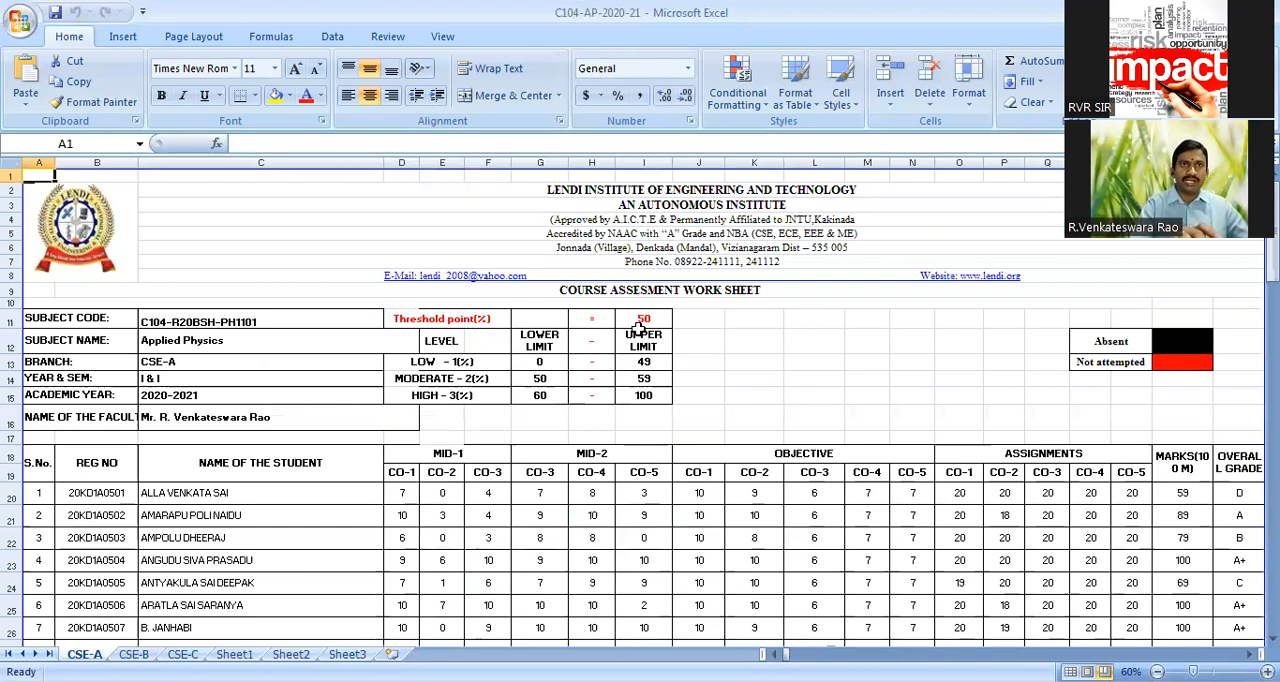 C104-AP-2020-21 - Microsoft Excel
Home Insert Page Layout Formulas Data Review View
Cut
Copy
Format Painter
Paste
Clipboard
Times New Rom 11
B I U
Font
Wrap Text
Merge & Center
Alignment
General
$ % ,
Number
Conditional Formatting
Format as Table
Cell Styles
Styles
Insert Delete Format
Cells
AutoSum
Fill
Clear
plan
risk
opportunity
impact
resources
RVR SIR
R.Venkateswara Rao
A1
fx
A B C D E F G H I J K L M N O P Q
LENDI INSTITUTE OF ENGINEERING AND TECHNOLOGY
AN AUTONOMOUS INSTITUTE
(Approved by A.I.C.T.E & Permanently Affiliated to JNTU,Kakinada
Accredited by NAAC with “A” Grade and NBA (CSE, ECE, EEE & ME)
Jonnada (Village), Denkada (Mandal), Vizianagaram Dist – 535 005
Phone No. 08922-241111, 241112
E-Mail: lendi_2008@yahoo.com Website: www.lendi.org
COURSE ASSESMENT WORK SHEET
SUBJECT CODE: C104-R20BSH-PH1101 Threshold point(%) = 50
SUBJECT NAME: Applied Physics LEVEL LOWER LIMIT - UPPER LIMIT Absent
BRANCH: CSE-A LOW - 1(%) 0 - 49 Not attempted
YEAR & SEM: I & I MODERATE - 2(%) 50 - 59
ACADEMIC YEAR: 2020-2021 HIGH - 3(%) 60 - 100
NAME OF THE FACUL Mr. R. Venkateswara Rao
S.No. REG NO NAME OF THE STUDENT MID-1 MID-2 OBJECTIVE ASSIGNMENTS MARKS(100 M) OVERALL GRADE
CO-1 CO-2 CO-3 CO-3 CO-4 CO-5 CO-1 CO-2 CO-3 CO-4 CO-5 CO-1 CO-2 CO-3 CO-4 CO-5
1 20KD1A0501 ALLA VENKATA SAI 7 0 4 7 8 3 10 9 6 7 7 20 20 20 20 20 59 D
2 20KD1A0502 AMARAPU POLI NAIDU 10 3 4 9 10 9 10 10 6 7 7 20 18 20 20 20 89 A
3 20KD1A0503 AMPOLU DHEERAJ 6 0 3 8 8 0 10 8 6 7 7 20 20 20 20 20 79 B
4 20KD1A0504 ANGUDU SIVA PRASADU 9 6 10 9 10 10 10 10 6 7 7 20 20 20 20 20 100 A+
5 20KD1A0505 ANTYAKULA SAI DEEPAK 7 1 6 7 9 9 10 10 6 7 7 19 20 20 20 20 69 C
6 20KD1A0506 ARATLA SAI SARANYA 10 7 10 10 10 2 10 10 6 7 7 20 18 20 20 20 100 A+
7 20KD1A0507 B. JANHABI 10 0 9 10 10 10 10 10 6 7 7 20 19 20 20 20 100 A+
CSE-A CSE-B CSE-C Sheet1 Sheet2 Sheet3
Ready 60%